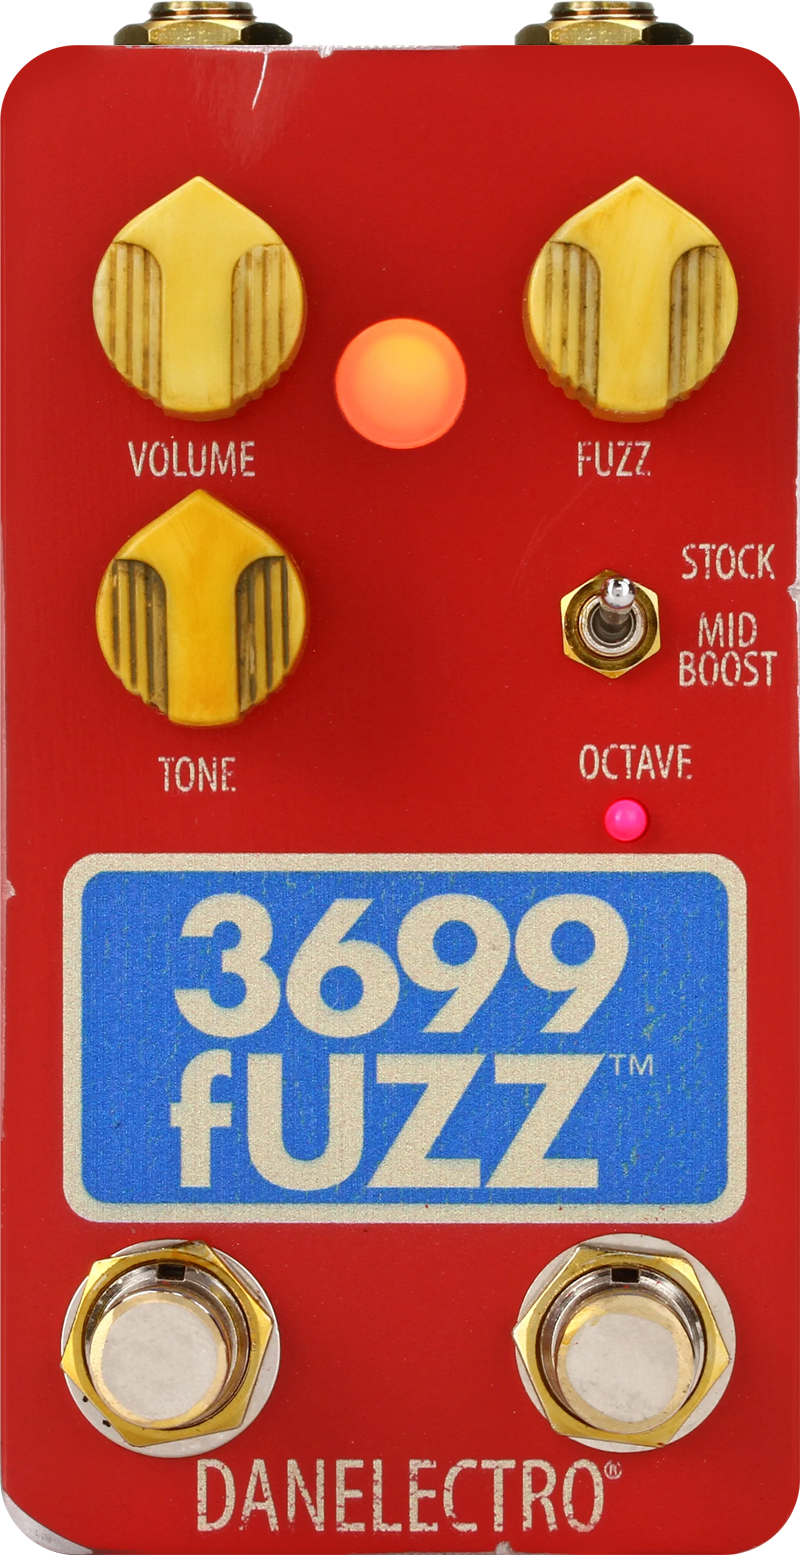 VOLUME
FUZZ
STOCK
MID
BOOST
TONE
OCTAVE
3699
fUZZ™
DANELECTRO®